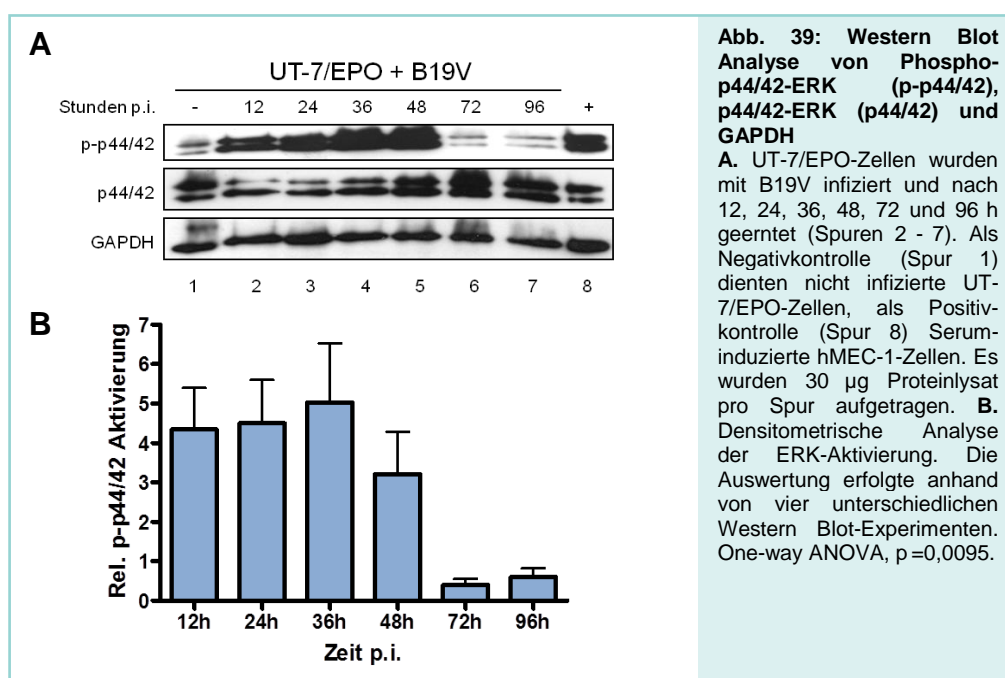 A
UT-7/EPO + B19V
Stunden p.i. - 12 24 36 48 72 96 +
p-p44/42
p44/42
GAPDH
1 2 3 4 5 6 7 8
B
Rel. p-p44/42 Aktivierung
7
6
5
4
3
2
1
0
12h 24h 36h 48h 72h 96h
Zeit p.i.
Abb. 39: Western Blot
Analyse von Phospho-
p44/42-ERK (p-p44/42),
p44/42-ERK (p44/42) und
GAPDH
A. UT-7/EPO-Zellen wurden
mit B19V infiziert und nach
12, 24, 36, 48, 72 und 96 h
geerntet (Spuren 2 - 7). Als
Negativkontrolle (Spur 1)
dienten nicht infizierte UT-
7/EPO-Zellen, als Positiv-
kontrolle (Spur 8) Serum-
induzierte hMEC-1-Zellen. Es
wurden 30 µg Proteinlysat
pro Spur aufgetragen. B.
Densitometrische Analyse
der ERK-Aktivierung. Die
Auswertung erfolgte anhand
von vier unterschiedlichen
Western Blot-Experimenten.
One-way ANOVA, p=0,0095.